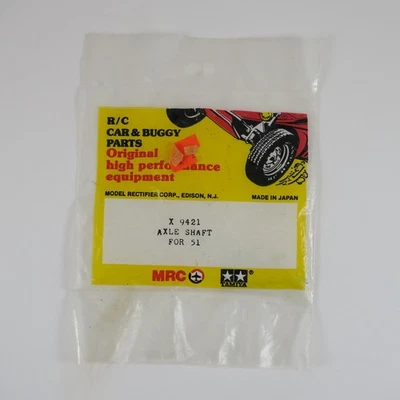 R/C
CAR & BUGGY
PARTS
Original
high performance
equipment
MODEL RECTIFIER CORP., EDISON, N.J.
MADE IN JAPAN
X 9421
AXLE SHAFT
FOR 51
MRC
TAMIYA